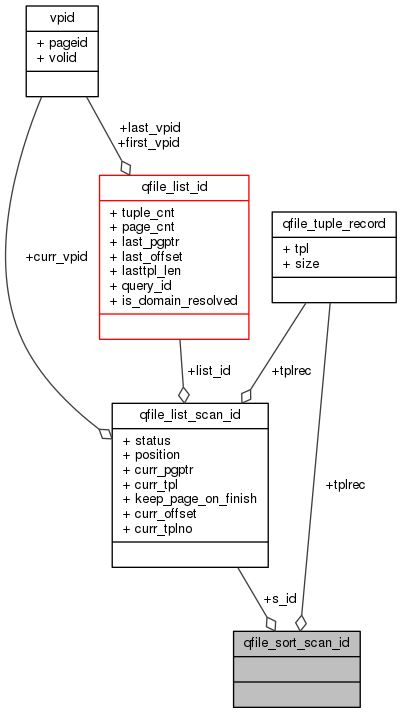 vpid
+ pageid
+ volid
+last_vpid
+first_vpid
qfile_list_id
+ tuple_cnt
+ page_cnt
+ last_pgptr
+ last_offset
+ lasttpl_len
+ query_id
+ is_domain_resolved
qfile_tuple_record
+ tpl
+ size
+curr_vpid
+list_id
+tplrec
qfile_list_scan_id
+ status
+ position
+ curr_pgptr
+ curr_tpl
+ keep_page_on_finish
+ curr_offset
+ curr_tplno
+tplrec
+s_id
qfile_sort_scan_id